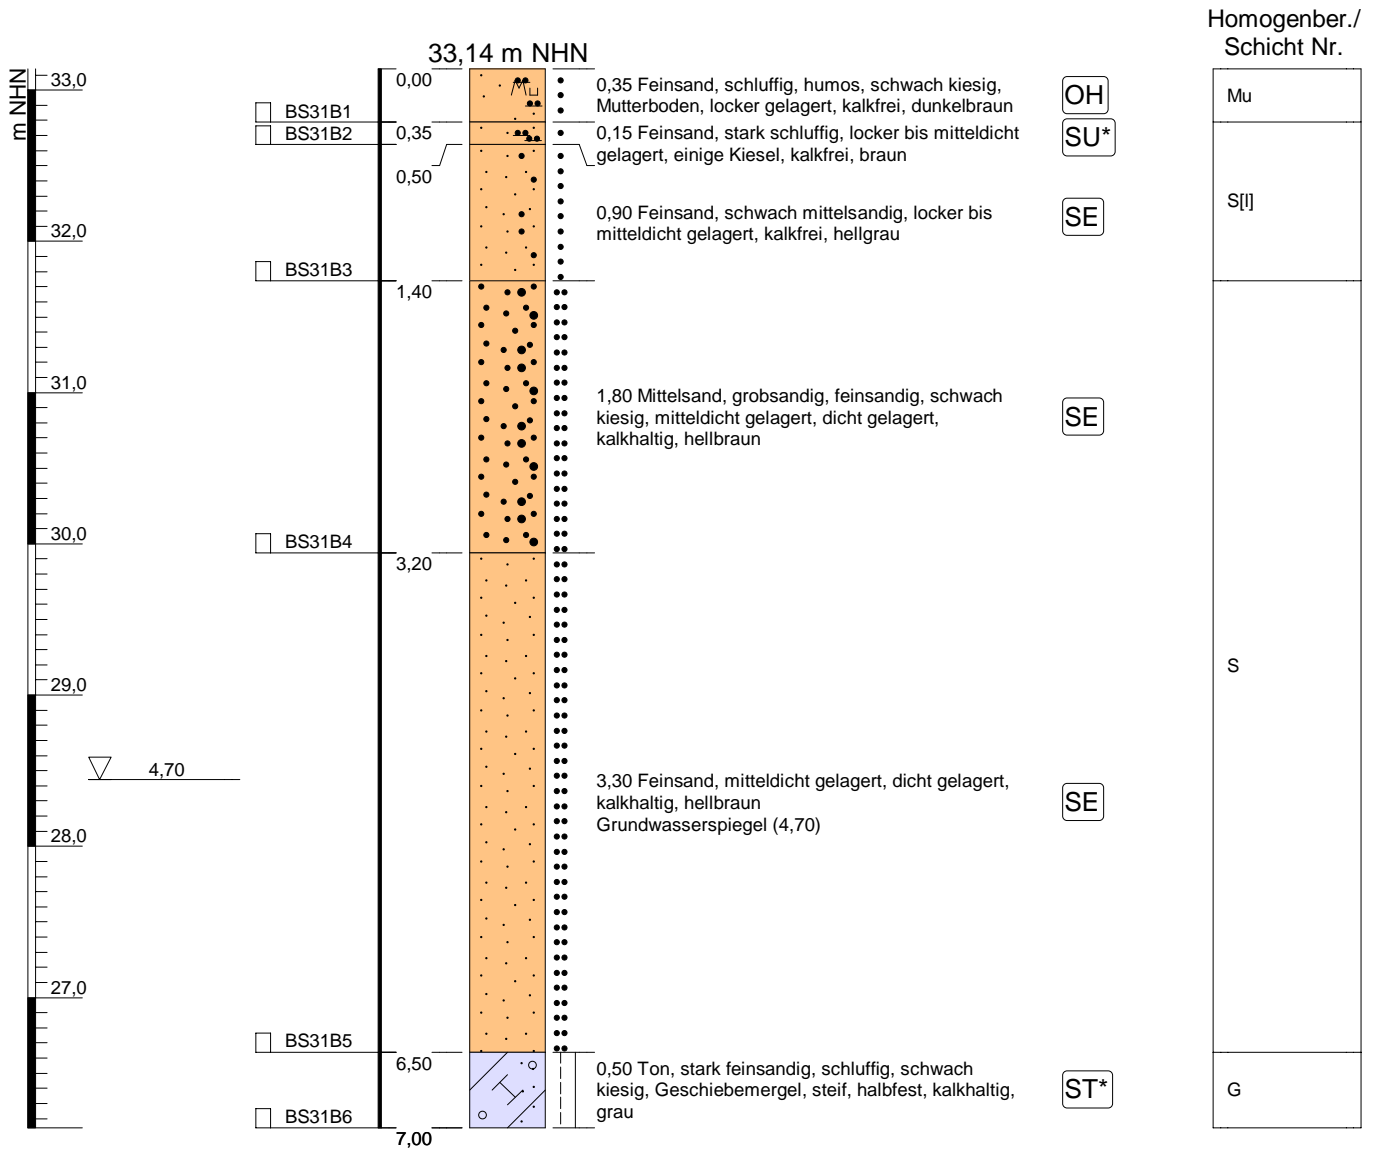 Homogenber./
Schicht Nr.
33,14 m NHN
m NHN
33,0
0,00
0,35 Feinsand, schluffig, humos, schwach kiesig,
Mutterboden, locker gelagert, kalkfrei, dunkelbraun
OH
Mu
BS31B1
BS31B2
0,35
0,15 Feinsand, stark schluffig, locker bis mitteldicht
gelagert, einige Kiesel, kalkfrei, braun
SU*
0,50
32,0
0,90 Feinsand, schwach mittelsandig, locker bis
mitteldicht gelagert, kalkfrei, hellgrau
SE
S[l]
BS31B3
1,40
31,0
1,80 Mittelsand, grobsandig, feinsandig, schwach
kiesig, mitteldicht gelagert, dicht gelagert,
kalkhaltig, hellbraun
SE
30,0
BS31B4
3,20
29,0
S
4,70
3,30 Feinsand, mitteldicht gelagert, dicht gelagert,
kalkhaltig, hellbraun
Grundwasserspiegel (4,70)
SE
28,0
27,0
BS31B5
6,50
0,50 Ton, stark feinsandig, schluffig, schwach
kiesig, Geschiebemergel, steif, halbfest, kalkhaltig,
grau
ST*
G
BS31B6
7,00